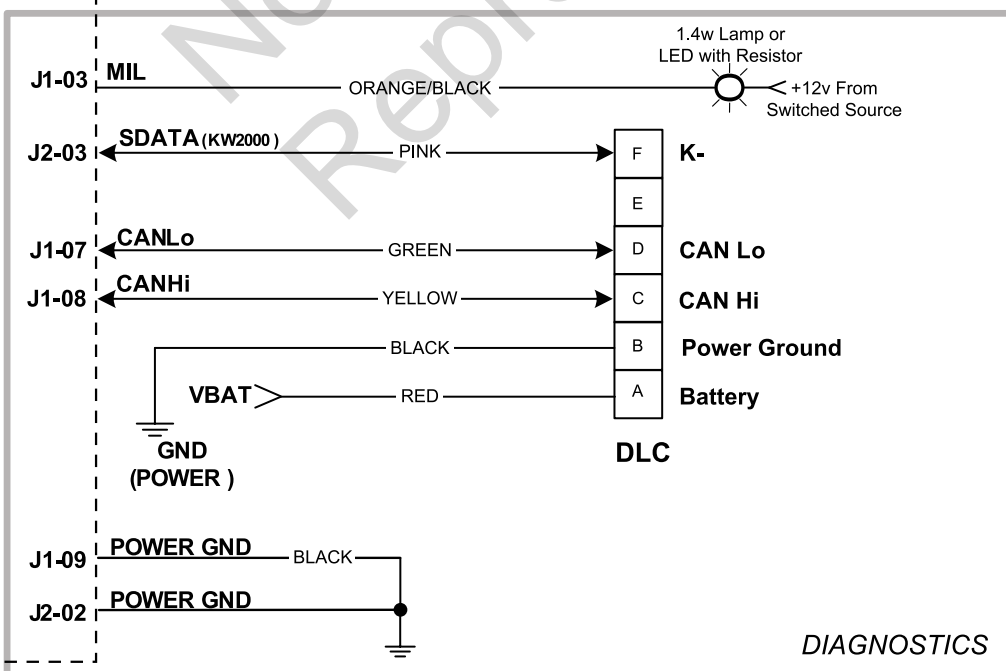 No
Repro
1.4w Lamp or
LED with Resistor
J1-03 MIL
ORANGE/BLACK
+12v From
Switched Source
J2-03 SDATA (KW2000 )
PINK
F K-
E
J1-07 CANLo
GREEN
D CAN Lo
J1-08 CANHi
YELLOW
C CAN Hi
BLACK
B Power Ground
VBAT
RED
A Battery
GND
(POWER )
DLC
J1-09 POWER GND
BLACK
J2-02 POWER GND
DIAGNOSTICS